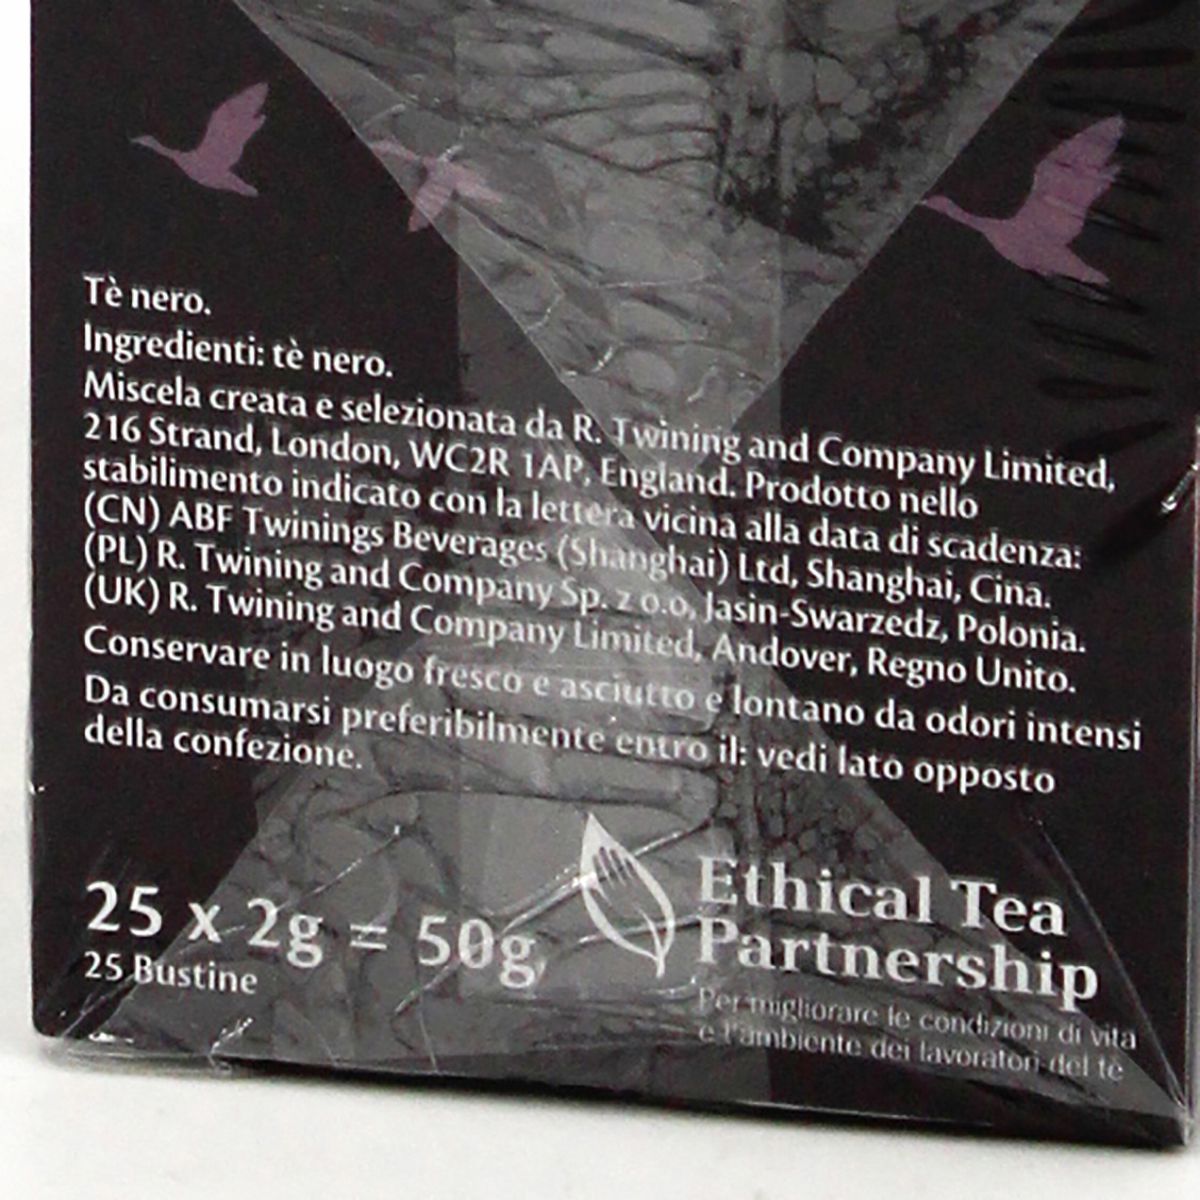 Tè nero.
Ingredienti: tè nero.
Miscela creata e selezionata da R. Twining and Company Limited,
216 Strand, London, WC2R 1AP, England. Prodotto nello
stabilimento indicato con la lettera vicina alla data di scadenza:
(CN) ABF Twinings Beverages (Shanghai) Ltd, Shanghai, Cina.
(PL) R. Twining and Company Sp. z o.o, Jasin-Swarzedz, Polonia.
(UK) R. Twining and Company Limited, Andover, Regno Unito.
Conservare in luogo fresco e asciutto e lontano da odori intensi
Da consumarsi preferibilmente entro il: vedi lato opposto
della confezione.
25 x 2g = 50g
25 Bustine
Ethical Tea
Partnership
Per migliorare le condizioni di vita
e l'ambiente dei lavoratori del tè